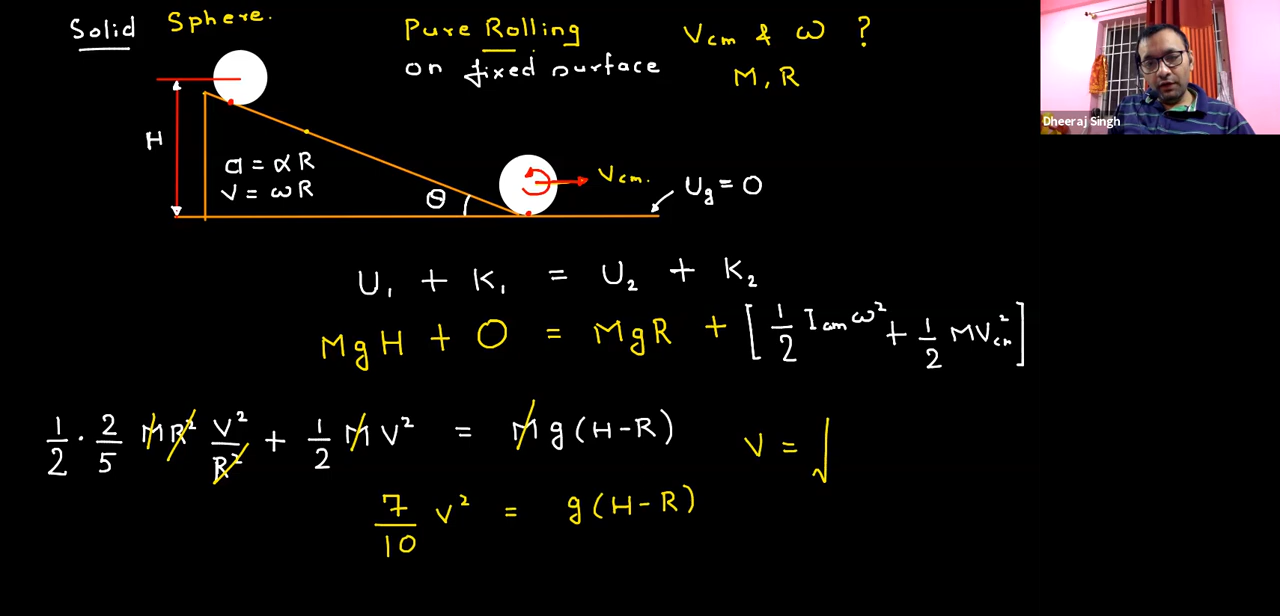 Solid Sphere.
Pure Rolling
on fixed surface
Vcm & ω ?
M, R
Dheeraj Singh
H
a = αR
v = ωR
θ
Vcm.
Ug = 0
U₁ + K₁ = U₂ + K₂
MgH + 0 = MgR + [1/2 Icm ω² + 1/2 MVcm²]
1/2 · 2/5 MR² V²/R² + 1/2 MV² = Mg(H-R)
V = √
7/10 V² = g(H-R)